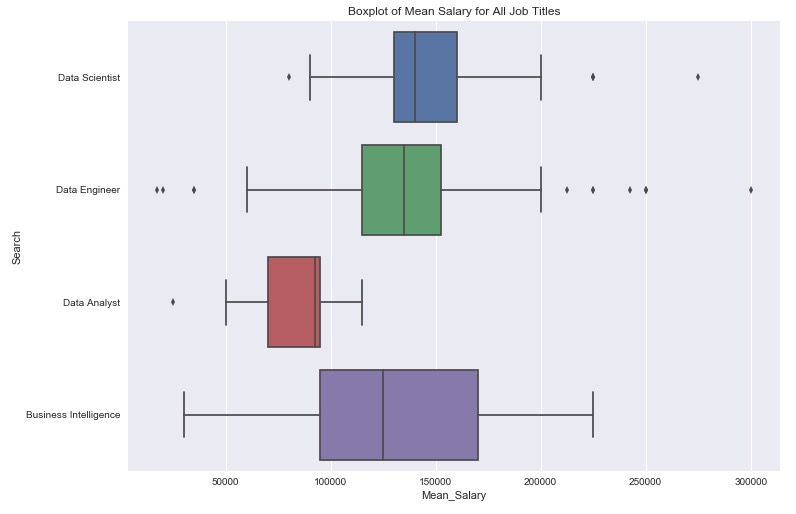 Boxplot of Mean Salary for All Job Titles
Search
Data Scientist
Data Engineer
Data Analyst
Business Intelligence
50000 100000 150000 200000 250000 300000
Mean_Salary